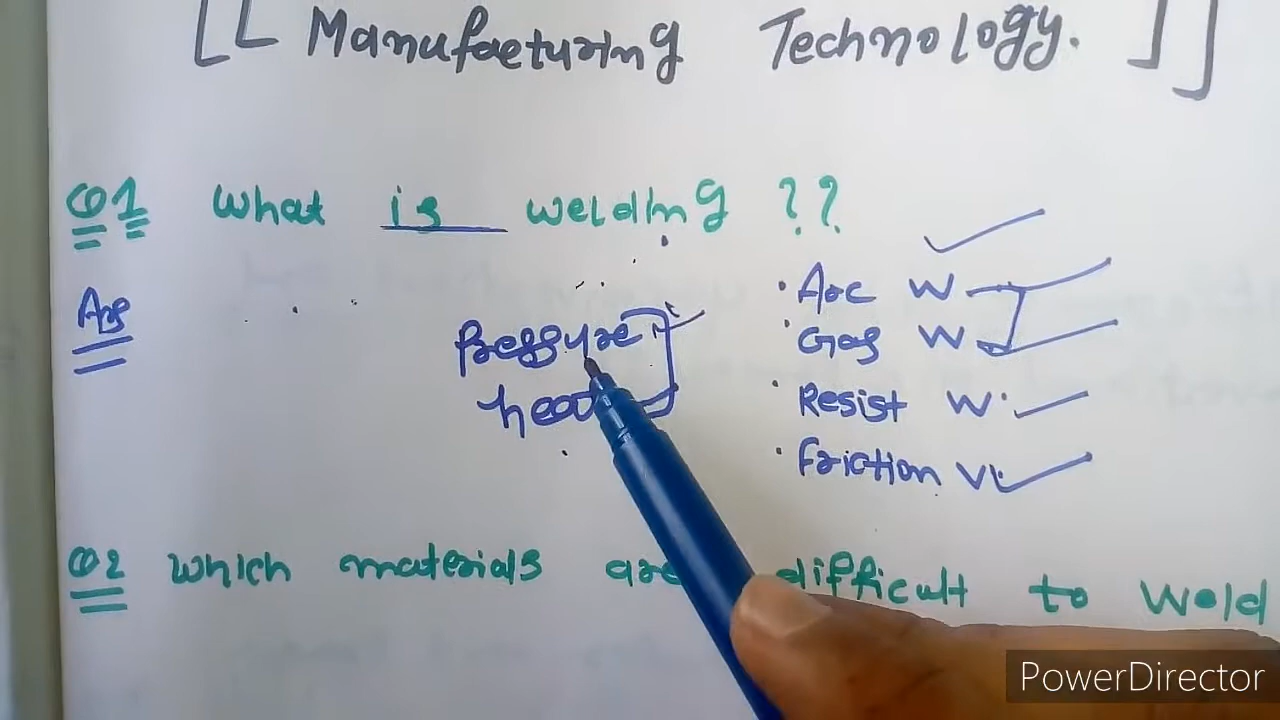 [[ Manufacturing Technology. ]]
Q1 What is welding ??
Ans
Pressure
heat
· Arc W
· Gas W
· Resist W.
· Friction W
Q2 which materials are difficult to Weld
PowerDirector